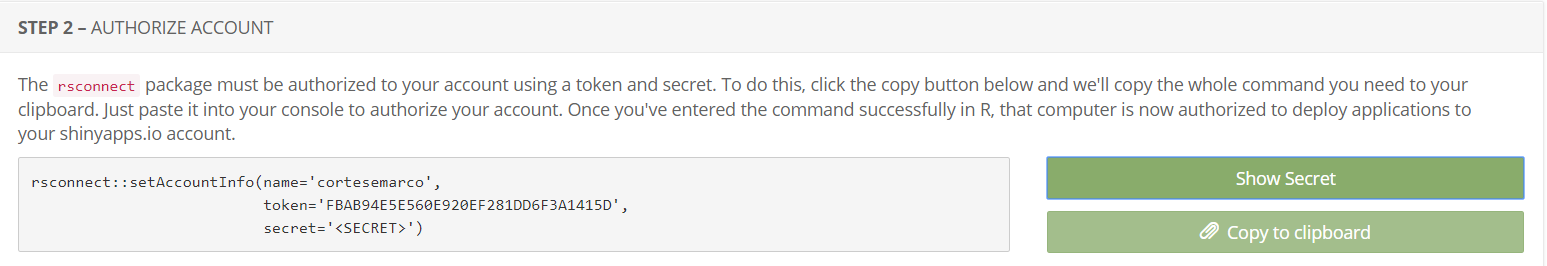 STEP 2 – AUTHORIZE ACCOUNT
The rsconnect package must be authorized to your account using a token and secret. To do this, click the copy button below and we'll copy the whole command you need to your
clipboard. Just paste it into your console to authorize your account. Once you've entered the command successfully in R, that computer is now authorized to deploy applications to
your shinyapps.io account.
rsconnect::setAccountInfo(name='cortesemarco',
token='FBAB94E5E560E920EF281DD6F3A1415D',
secret='<SECRET>')
Show Secret
Copy to clipboard